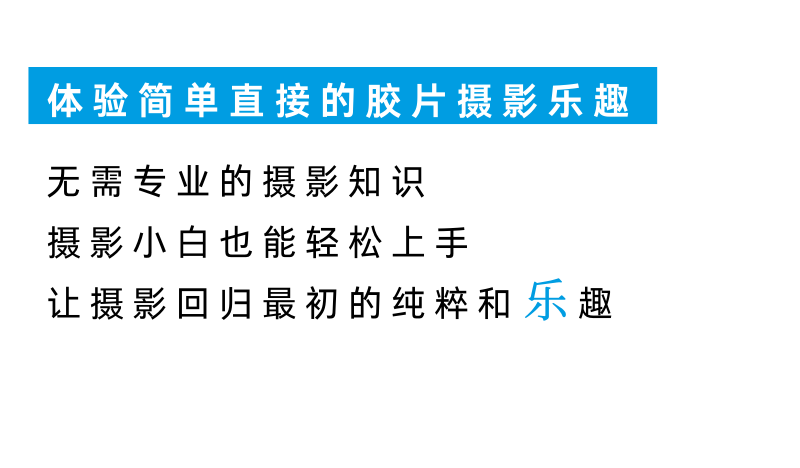 体验简单直接的胶片摄影乐趣
无需专业的摄影知识
摄影小白也能轻松上手
让摄影回归最初的纯粹和乐趣